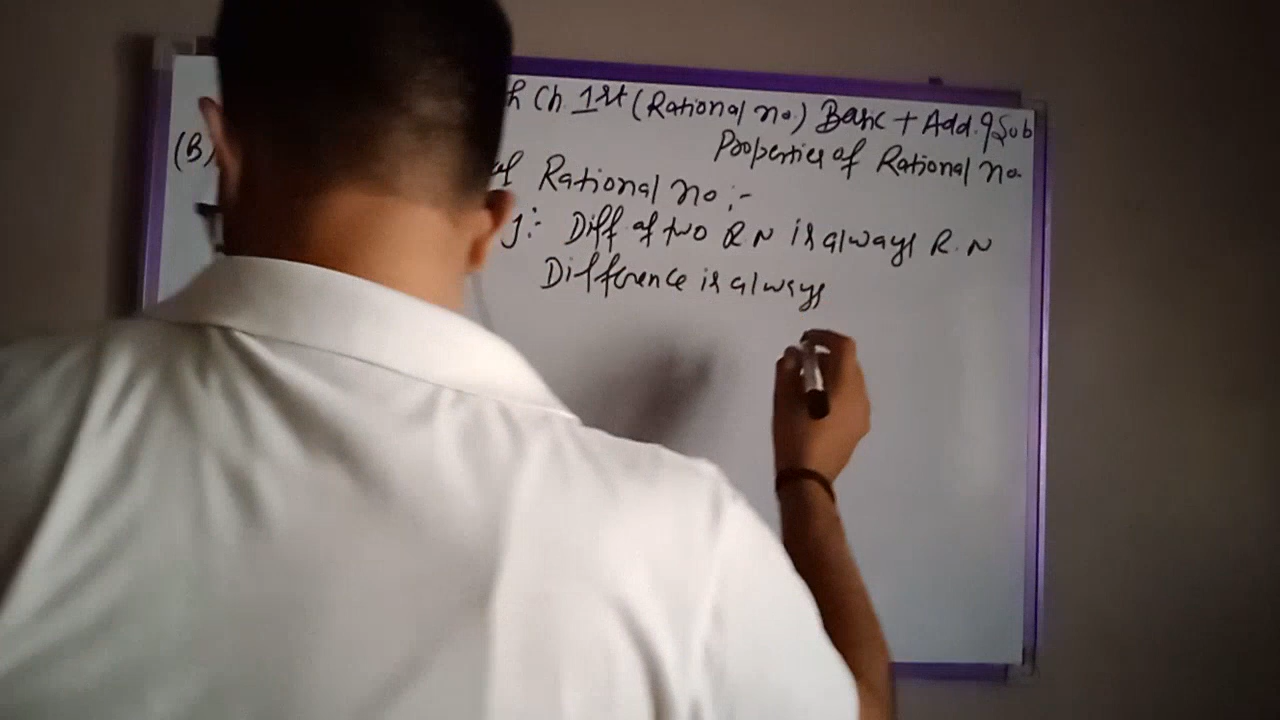 h Ch 1st (Rational no.) Basic + Add. & Sub
Properties of Rational no.
(B) of Rational no :-
g:- Diff of two R N is always R. N
Difference is always